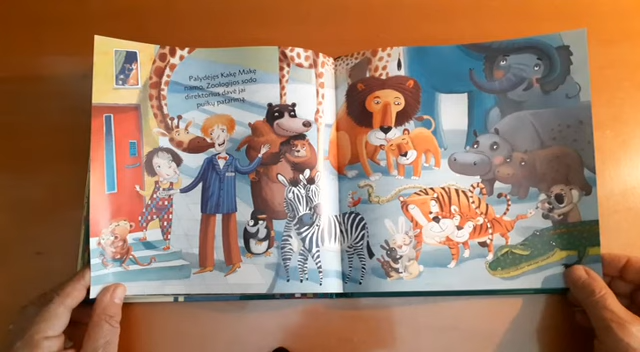 Palydėjęs Kakę Makę
namo, Zoologijos sodo
direktorius davė jai
puikų patarimą.